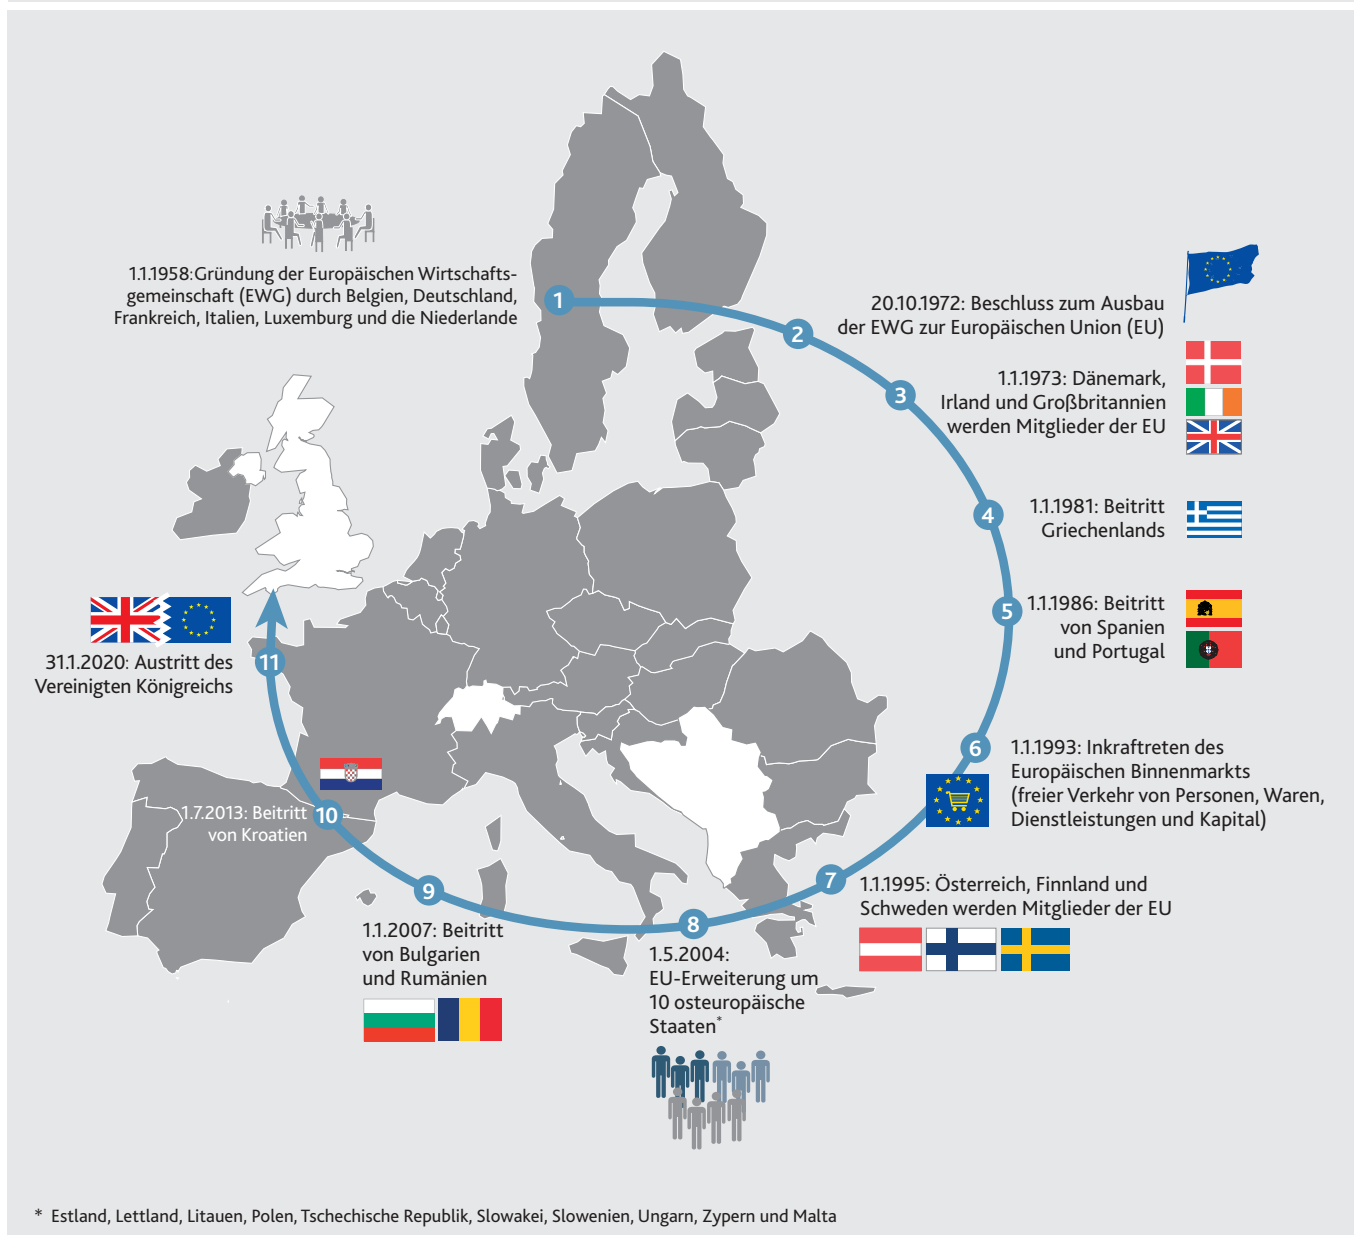 1
1.1.1958:Gründung der Europäischen Wirtschafts-
gemeinschaft (EWG) durch Belgien, Deutschland,
Frankreich, Italien, Luxemburg und die Niederlande
2
20.10.1972: Beschluss zum Ausbau
der EWG zur Europäischen Union (EU)
3
1.1.1973: Dänemark,
Irland und Großbritannien
werden Mitglieder der EU
4
1.1.1981: Beitritt
Griechenlands
5
1.1.1986: Beitritt
von Spanien
und Portugal
6
1.1.1993: Inkraftreten des
Europäischen Binnenmarkts
(freier Verkehr von Personen, Waren,
Dienstleistungen und Kapital)
7
1.1.1995: Österreich, Finnland und
Schweden werden Mitglieder der EU
8
1.5.2004:
EU-Erweiterung um
10 osteuropäische
Staaten*
9
1.1.2007: Beitritt
von Bulgarien
und Rumänien
10
1.7.2013: Beitritt
von Kroatien
11
31.1.2020: Austritt des
Vereinigten Königreichs
* Estland, Lettland, Litauen, Polen, Tschechische Republik, Slowakei, Slowenien, Ungarn, Zypern und Malta